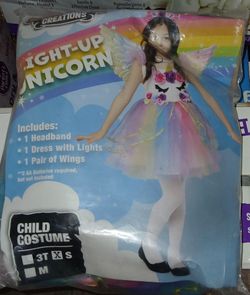 CREATIONS
IGHT-UP
NICORN
Includes:
• 1 Headband
• 1 Dress with Lights
• 1 Pair of Wings
CHILD
COSTUME
3T
S
M